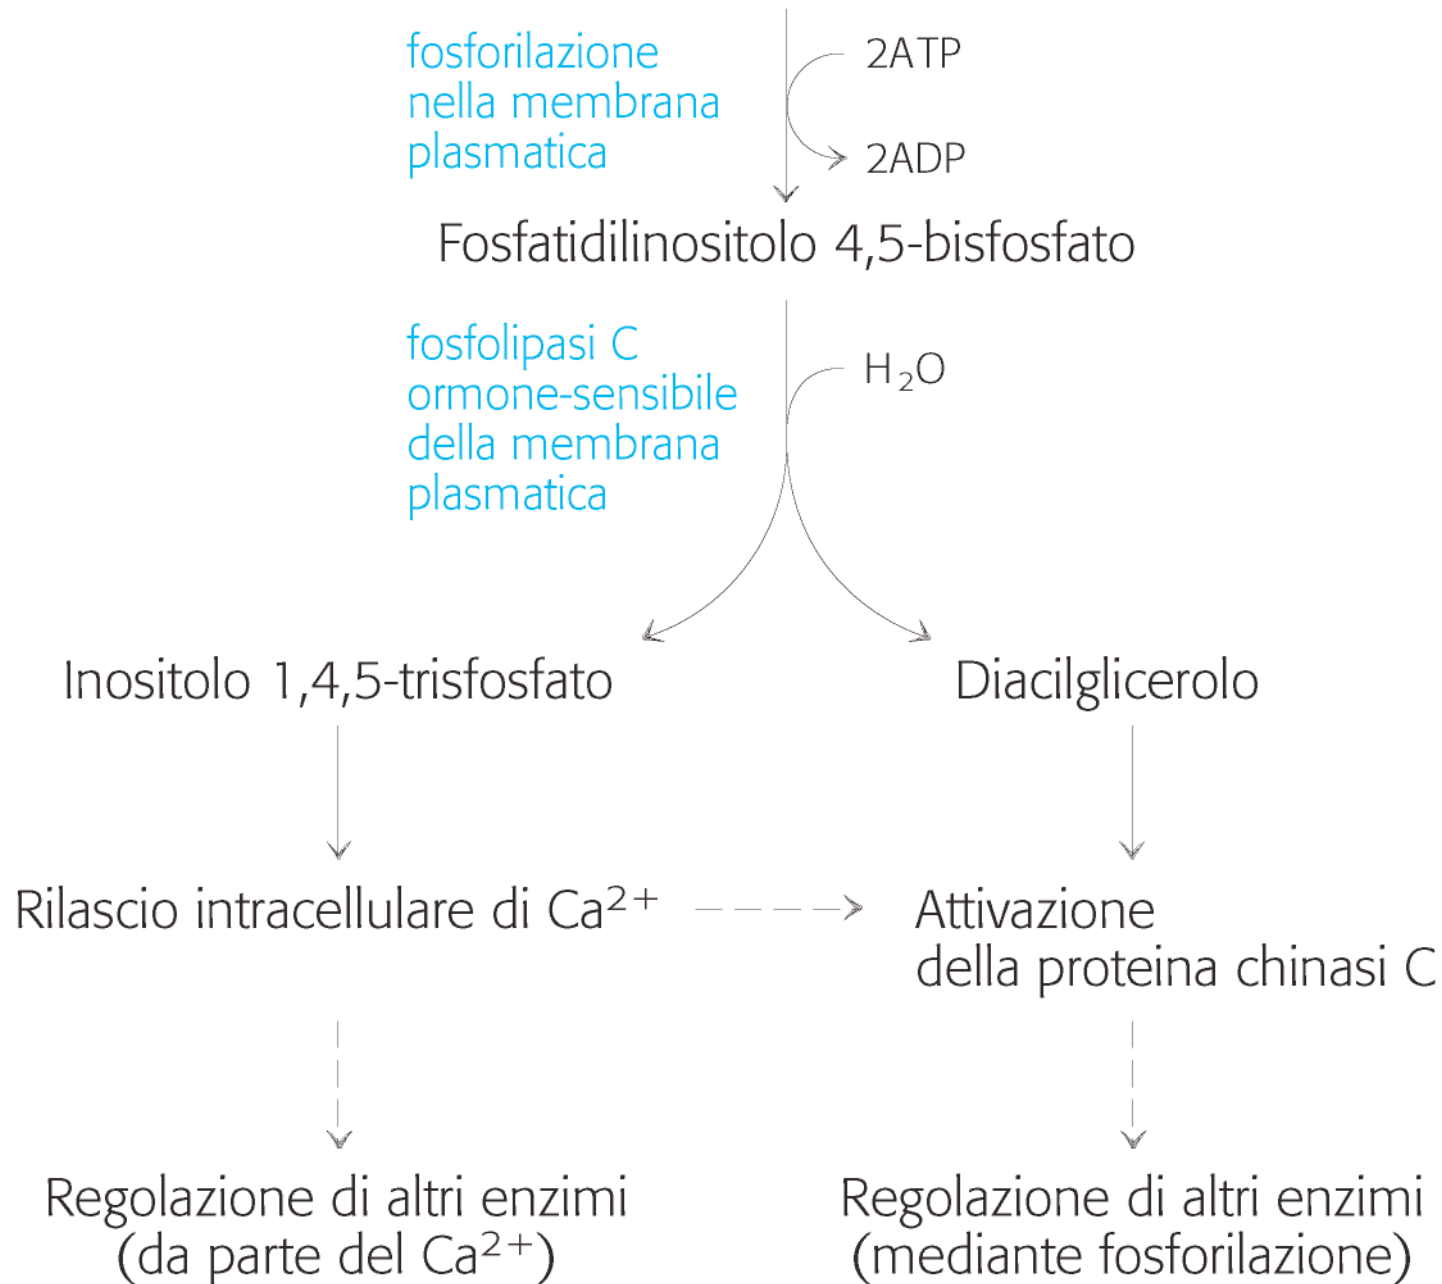 fosforilazione
nella membrana
plasmatica
2ATP
2ADP
Fosfatidilinositolo 4,5-bisfosfato
fosfolipasi C
ormone-sensibile
della membrana
plasmatica
H₂O
Inositolo 1,4,5-trisfosfato
Diacilglicerolo
Rilascio intracellulare di Ca²⁺
Attivazione
della proteina chinasi C
Regolazione di altri enzimi
(da parte del Ca²⁺)
Regolazione di altri enzimi
(mediante fosforilazione)